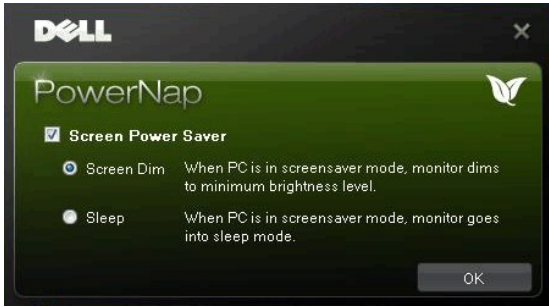 DELL
PowerNap
Screen Power Saver
Screen Dim When PC is in screensaver mode, monitor dims
to minimum brightness level.
Sleep When PC is in screensaver mode, monitor goes
into sleep mode.
OK